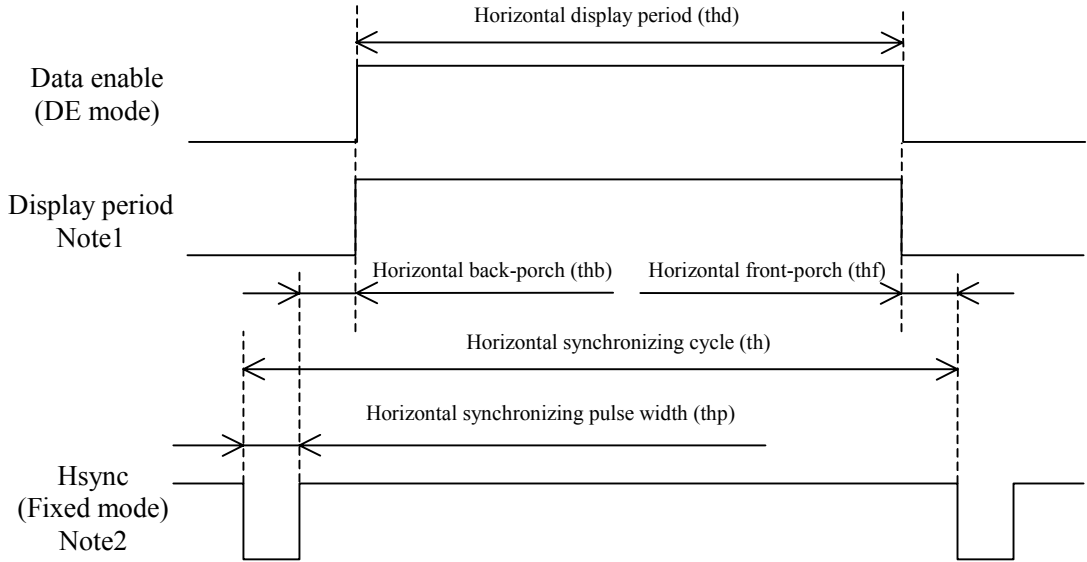 Horizontal display period (thd)
Data enable
(DE mode)
Display period
Note1
Horizontal back-porch (thb)
Horizontal front-porch (thf)
Horizontal synchronizing cycle (th)
Horizontal synchronizing pulse width (thp)
Hsync
(Fixed mode)
Note2